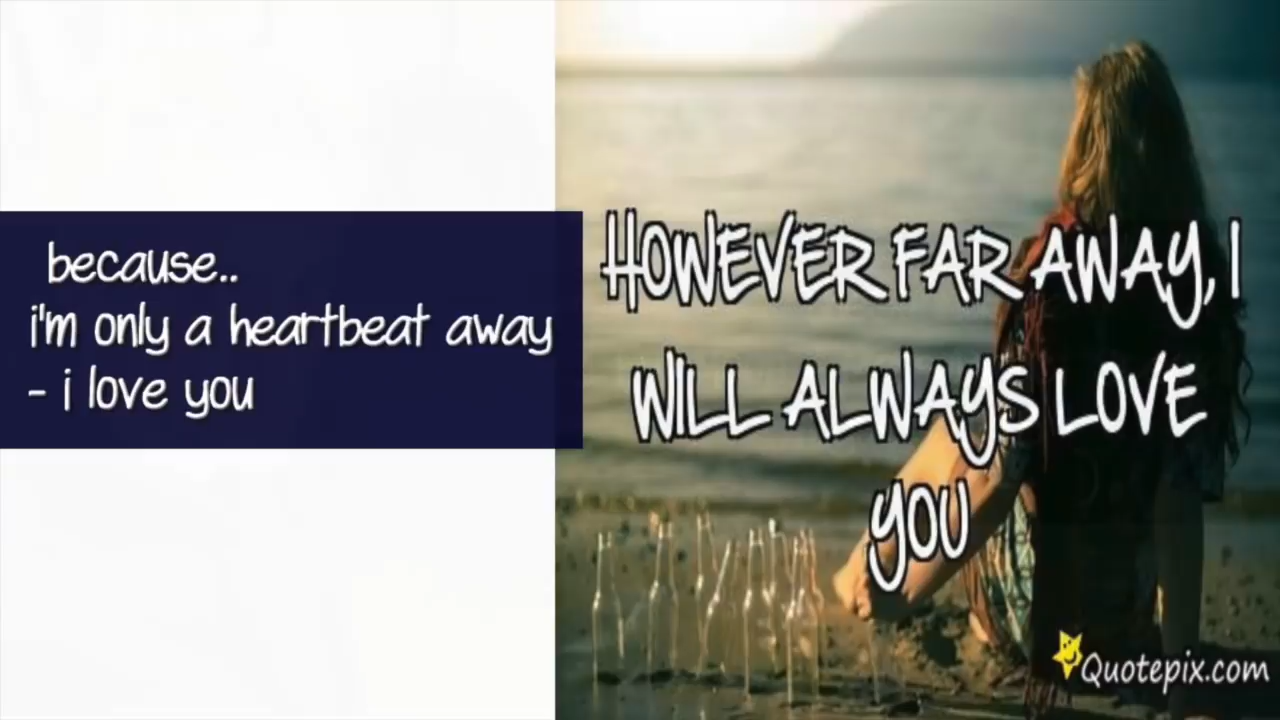 because..
i'm only a heartbeat away
- i love you
HOWEVER FAR AWAY, I
WILL ALWAYS LOVE
YOU
Quotepix.com